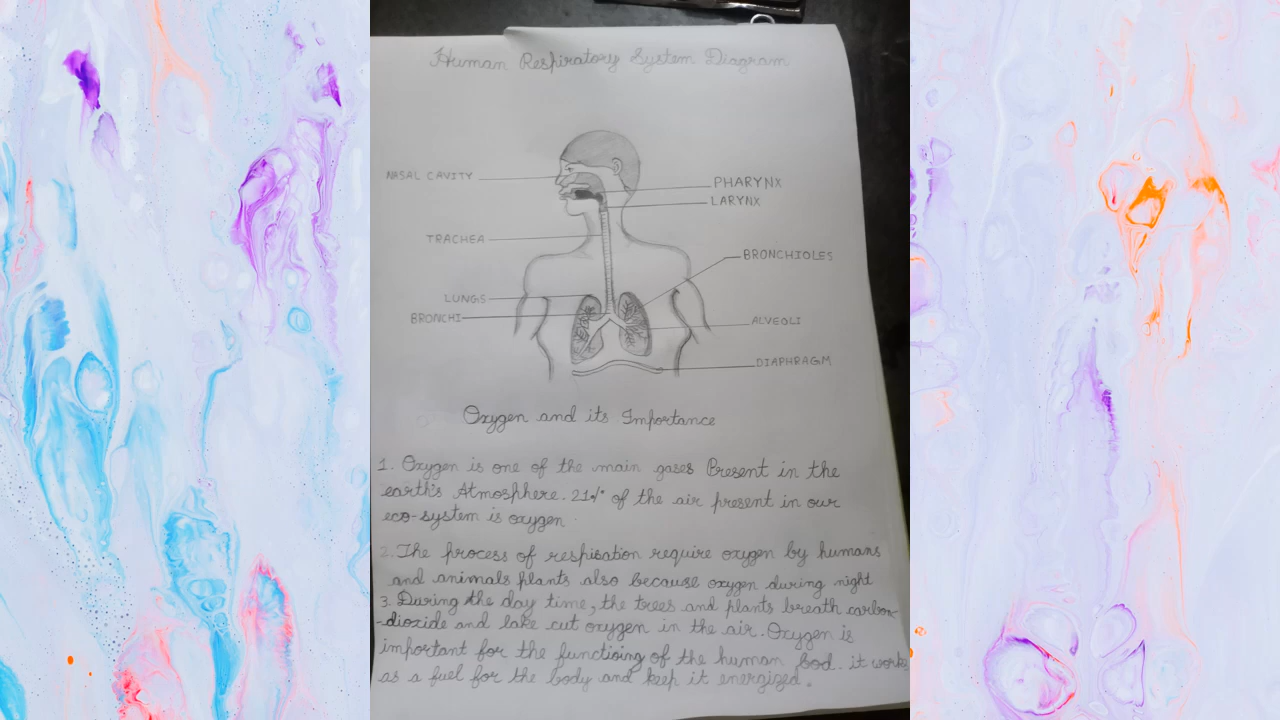 Human Respiratory System Diagram
NASAL CAVITY
PHARYNX
LARYNX
TRACHEA
BRONCHIOLES
LUNGS
BRONCHI
ALVEOLI
DIAPHRAGM
Oxygen and its Importance
1. Oxygen is one of the main gases Present in the
earth's Atmosphere. 21% of the air present in our
eco-system is oxygen
2. The process of respisation require oxygen by humans
and animals plants also because oxygen during night
3. During the day time, the trees and plants breath carbon
-dioxide and lake cut oxygen in the air. Oxygen is
important for the functioing of the human bod. it works
as a fuel for the body and keep it energized.